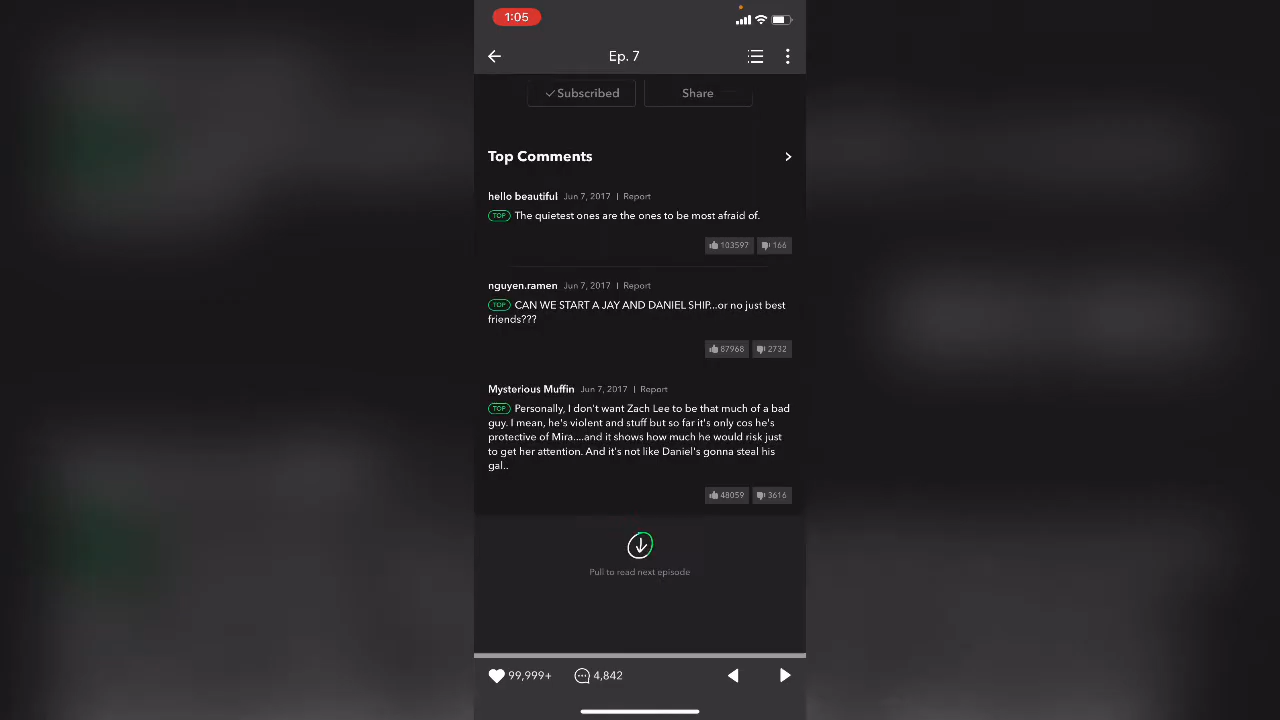 1:05
Ep. 7
Subscribed
Share
Top Comments
hello beautiful Jun 7, 2017 | Report
TOP The quietest ones are the ones to be most afraid of.
103597 166
nguyen.ramen Jun 7, 2017 | Report
TOP CAN WE START A JAY AND DANIEL SHIP...or no just best
friends???
87968 2732
Mysterious Muffin Jun 7, 2017 | Report
TOP Personally, I don't want Zach Lee to be that much of a bad
guy. I mean, he's violent and stuff but so far it's only cos he's
protective of Mira....and it shows how much he would risk just
to get her attention. And it's not like Daniel's gonna steal his
gal..
48059 3616
Pull to read next episode
99,999+ 4,842